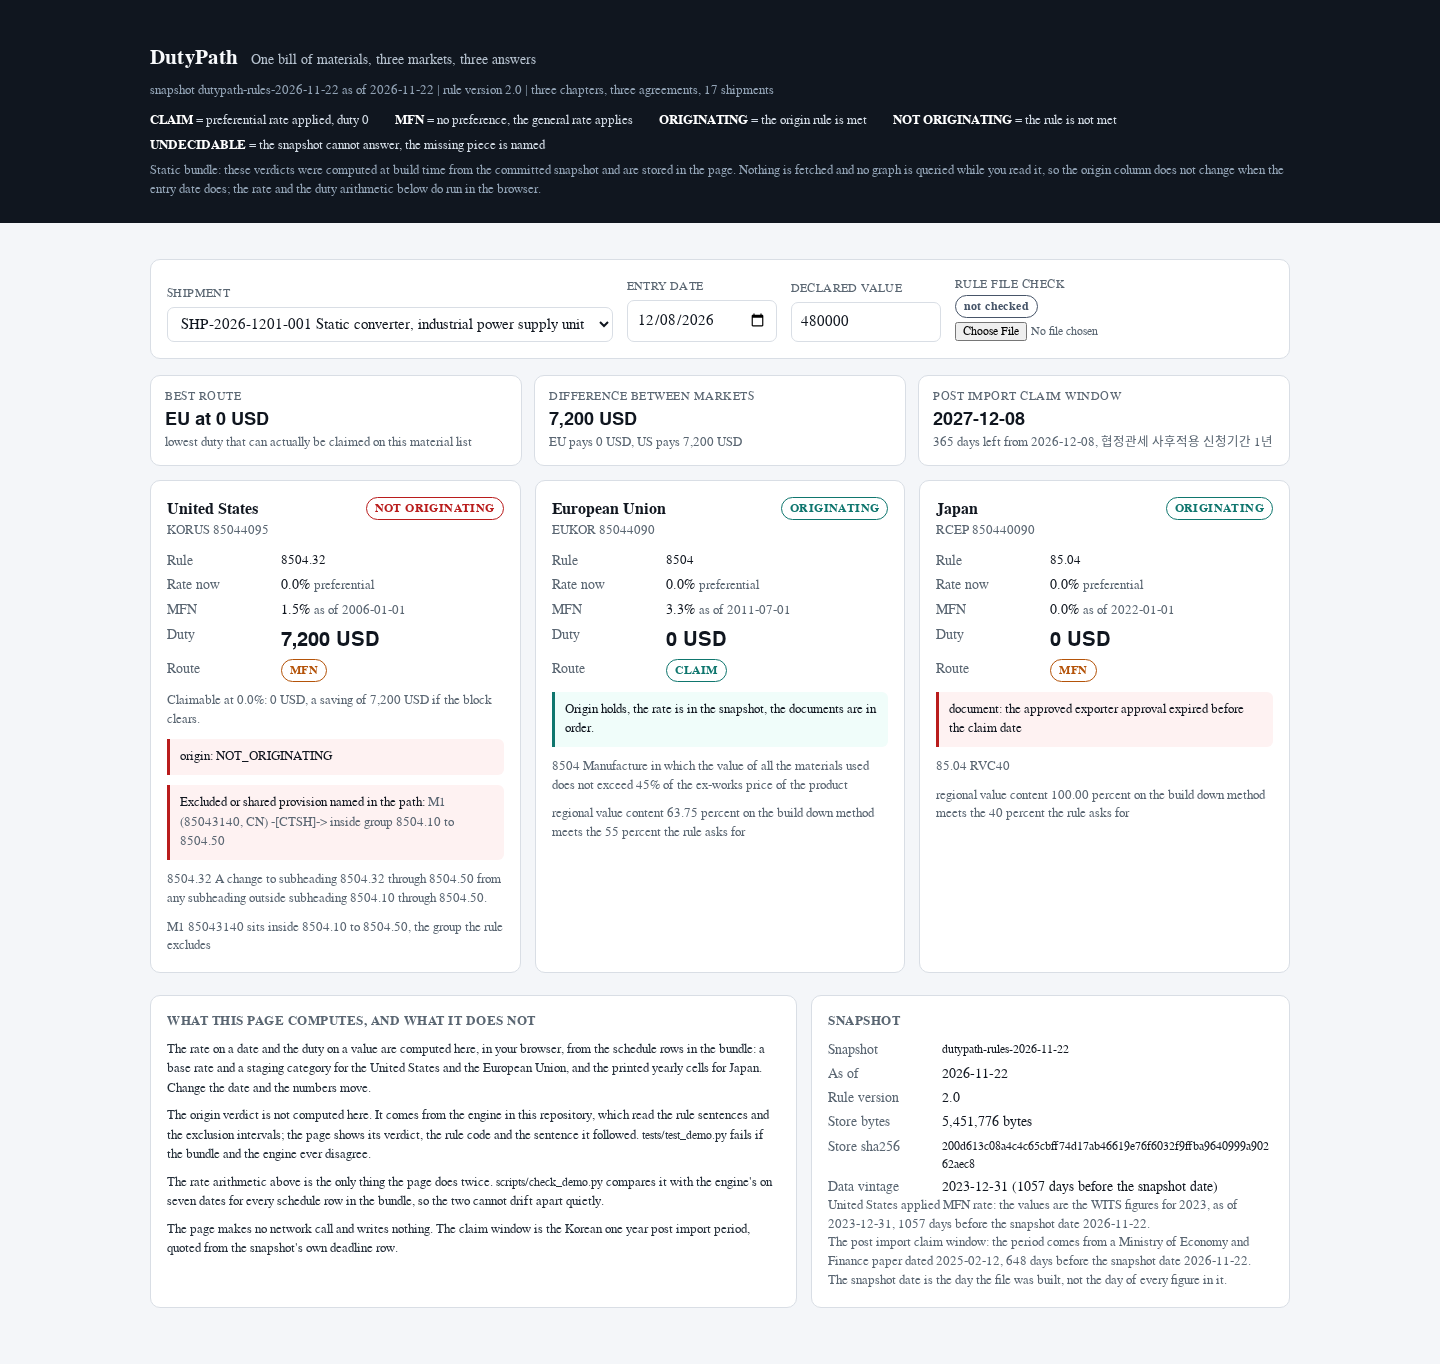 DutyPath One bill of materials, three markets, three answers
snapshot dutypath-rules-2026-11-22 as of 2026-11-22 | rule version 2.0 | three chapters, three agreements, 17 shipments
CLAIM = preferential rate applied, duty 0 MFN = no preference, the general rate applies ORIGINATING = the origin rule is met NOT ORIGINATING = the rule is not met
UNDECIDABLE = the snapshot cannot answer, the missing piece is named
Static bundle: these verdicts were computed at build time from the committed snapshot and are stored in the page. Nothing is fetched and no graph is queried while you read it, so the origin column does not change when the
entry date does; the rate and the duty arithmetic below do run in the browser.
SHIPMENT
SHP-2026-1201-001 Static converter, industrial power supply unit
ENTRY DATE
12/08/2026
DECLARED VALUE
480000
RULE FILE CHECK
not checked
Choose File No file chosen
BEST ROUTE
EU at 0 USD
lowest duty that can actually be claimed on this material list
DIFFERENCE BETWEEN MARKETS
7,200 USD
EU pays 0 USD, US pays 7,200 USD
POST IMPORT CLAIM WINDOW
2027-12-08
365 days left from 2026-12-08, 협정관세 사후적용 신청기간 1년
United States NOT ORIGINATING
KORUS 85044095
Rule 8504.32
Rate now 0.0% preferential
MFN 1.5% as of 2006-01-01
Duty 7,200 USD
Route MFN
Claimable at 0.0%: 0 USD, a saving of 7,200 USD if the block
clears.
origin: NOT_ORIGINATING
Excluded or shared provision named in the path: M1
(85043140, CN) -[CTSH]-> inside group 8504.10 to
8504.50
8504.32 A change to subheading 8504.32 through 8504.50 from
any subheading outside subheading 8504.10 through 8504.50.
M1 85043140 sits inside 8504.10 to 8504.50, the group the rule
excludes
European Union ORIGINATING
EUKOR 85044090
Rule 8504
Rate now 0.0% preferential
MFN 3.3% as of 2011-07-01
Duty 0 USD
Route CLAIM
Origin holds, the rate is in the snapshot, the documents are in
order.
8504 Manufacture in which the value of all the materials used
does not exceed 45% of the ex-works price of the product
regional value content 63.75 percent on the build down method
meets the 55 percent the rule asks for
Japan ORIGINATING
RCEP 850440090
Rule 85.04
Rate now 0.0% preferential
MFN 0.0% as of 2022-01-01
Duty 0 USD
Route MFN
document: the approved exporter approval expired before
the claim date
85.04 RVC40
regional value content 100.00 percent on the build down method
meets the 40 percent the rule asks for
WHAT THIS PAGE COMPUTES, AND WHAT IT DOES NOT
The rate on a date and the duty on a value are computed here, in your browser, from the schedule rows in the bundle: a
base rate and a staging category for the United States and the European Union, and the printed yearly cells for Japan.
Change the date and the numbers move.
The origin verdict is not computed here. It comes from the engine in this repository, which read the rule sentences and
the exclusion intervals; the page shows its verdict, the rule code and the sentence it followed. tests/test_demo.py fails if
the bundle and the engine ever disagree.
The rate arithmetic above is the only thing the page does twice. scripts/check_demo.py compares it with the engine's on
seven dates for every schedule row in the bundle, so the two cannot drift apart quietly.
The page makes no network call and writes nothing. The claim window is the Korean one year post import period,
quoted from the snapshot's own deadline row.
SNAPSHOT
Snapshot dutypath-rules-2026-11-22
As of 2026-11-22
Rule version 2.0
Store bytes 5,451,776 bytes
Store sha256 200d613c08a4c4c65cbff74d17ab46619e76f6032f9ffba9640999a902
62aec8
Data vintage 2023-12-31 (1057 days before the snapshot date)
United States applied MFN rate: the values are the WITS figures for 2023, as of
2023-12-31, 1057 days before the snapshot date 2026-11-22.
The post import claim window: the period comes from a Ministry of Economy and
Finance paper dated 2025-02-12, 648 days before the snapshot date 2026-11-22.
The snapshot date is the day the file was built, not the day of every figure in it.